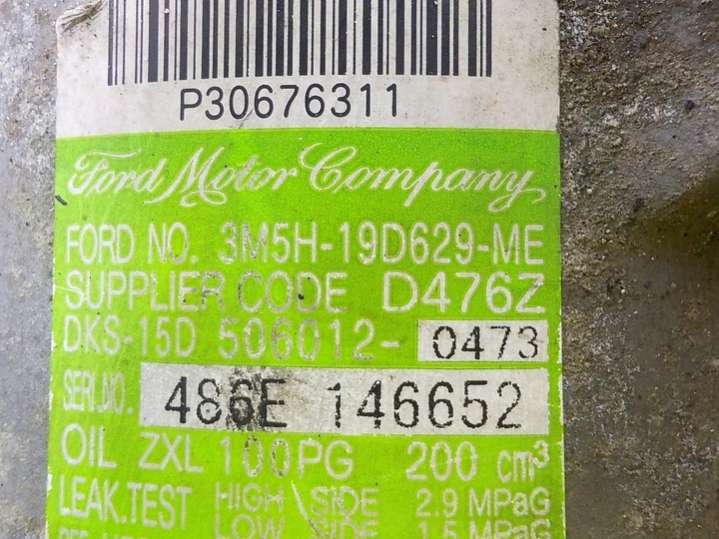 P30676311
Ford Motor Company
FORD NO. 3M5H-19D629-ME
SUPPLIER CODE D476Z
DKS-15D 506012- 0473
SERI.NO. 486E 146652
OIL ZXL 100PG 200 cm³
LEAK.TEST HIGH SIDE 2.9 MPaG
LOW SIDE 1.5 MPaG